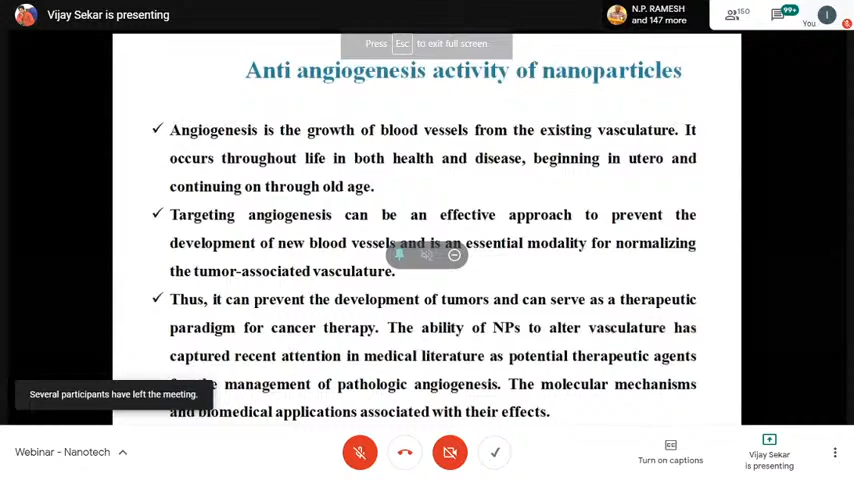 Vijay Sekar is presenting
N.P. RAMESH
and 147 more
150
99+
You
Press Esc to exit full screen
Anti angiogenesis activity of nanoparticles
✓ Angiogenesis is the growth of blood vessels from the existing vasculature. It
occurs throughout life in both health and disease, beginning in utero and
continuing on through old age.
✓ Targeting angiogenesis can be an effective approach to prevent the
development of new blood vessels and is an essential modality for normalizing
the tumor-associated vasculature.
✓ Thus, it can prevent the development of tumors and can serve as a therapeutic
paradigm for cancer therapy. The ability of NPs to alter vasculature has
captured recent attention in medical literature as potential therapeutic agents
management of pathologic angiogenesis. The molecular mechanisms
and biomedical applications associated with their effects.
Several participants have left the meeting.
Webinar - Nanotech
Turn on captions
Vijay Sekar
is presenting